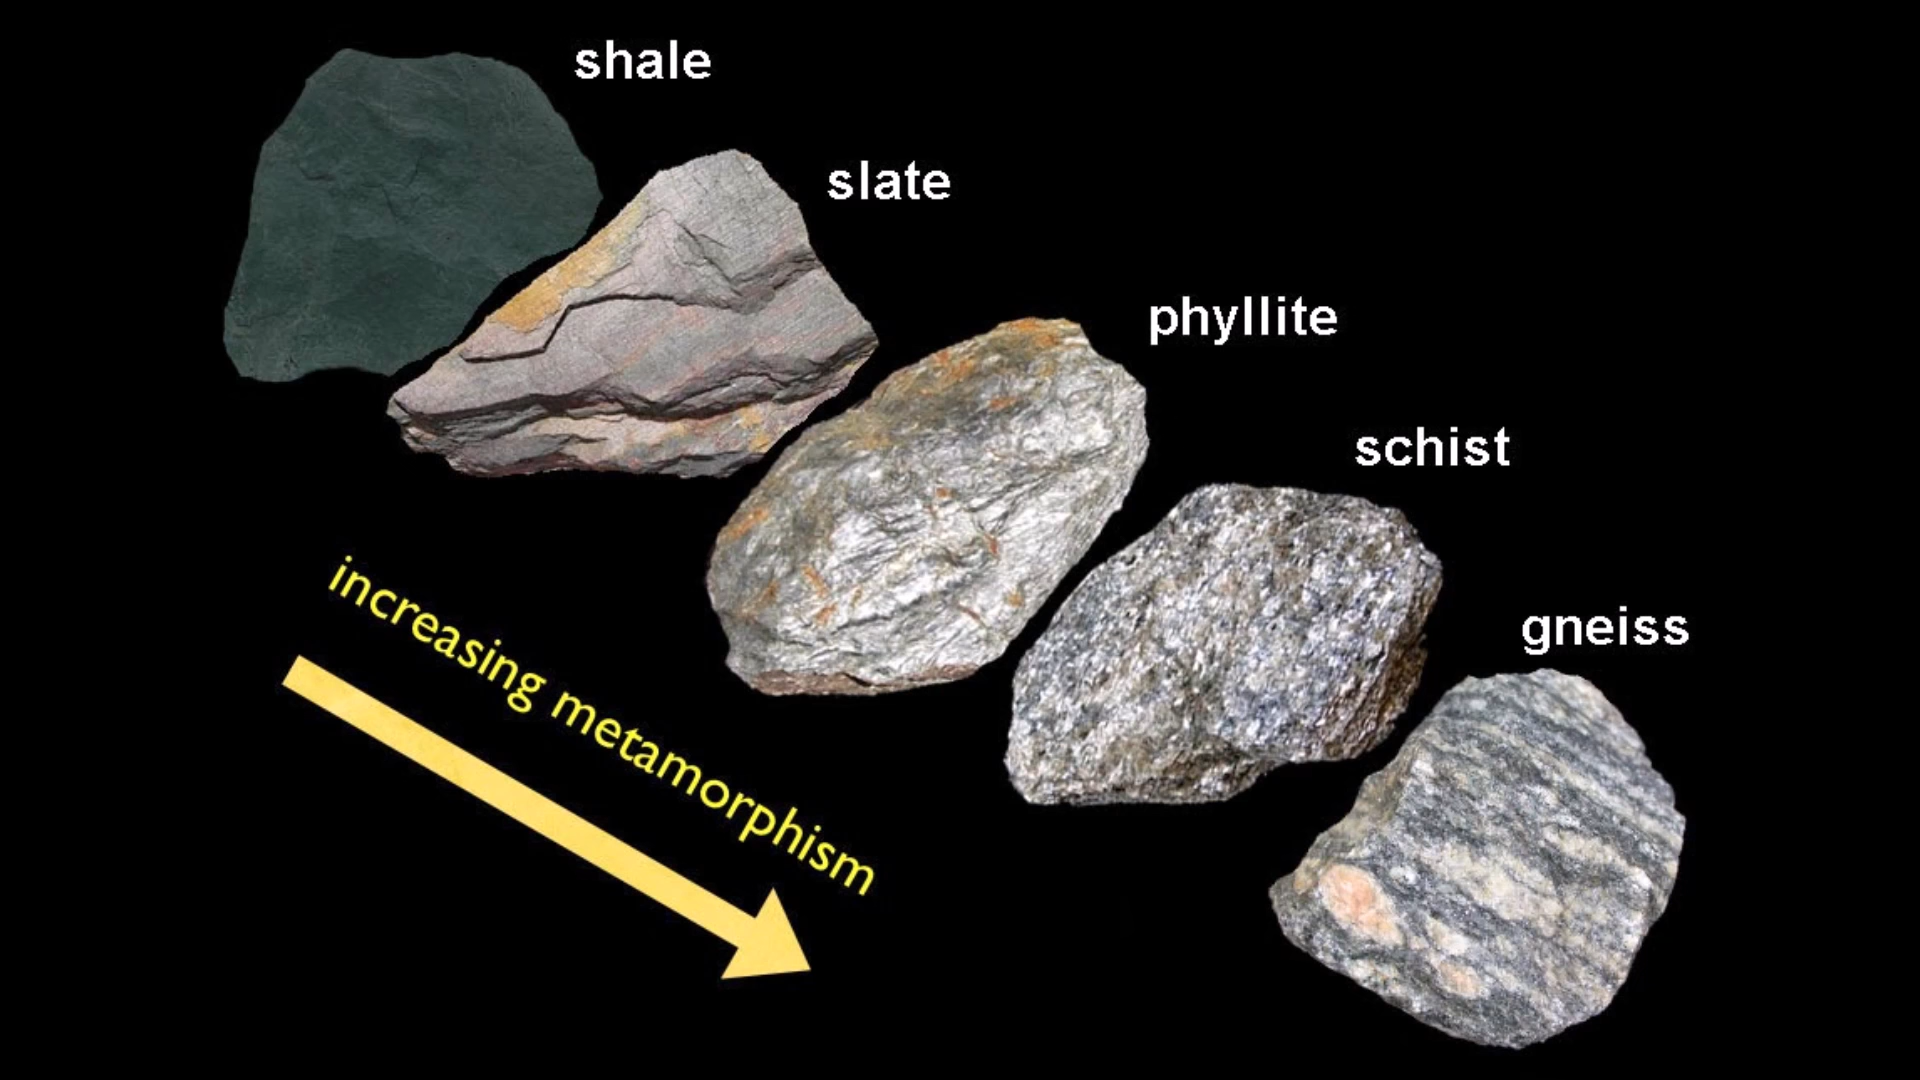 shale
slate
phyllite
schist
gneiss
increasing metamorphism